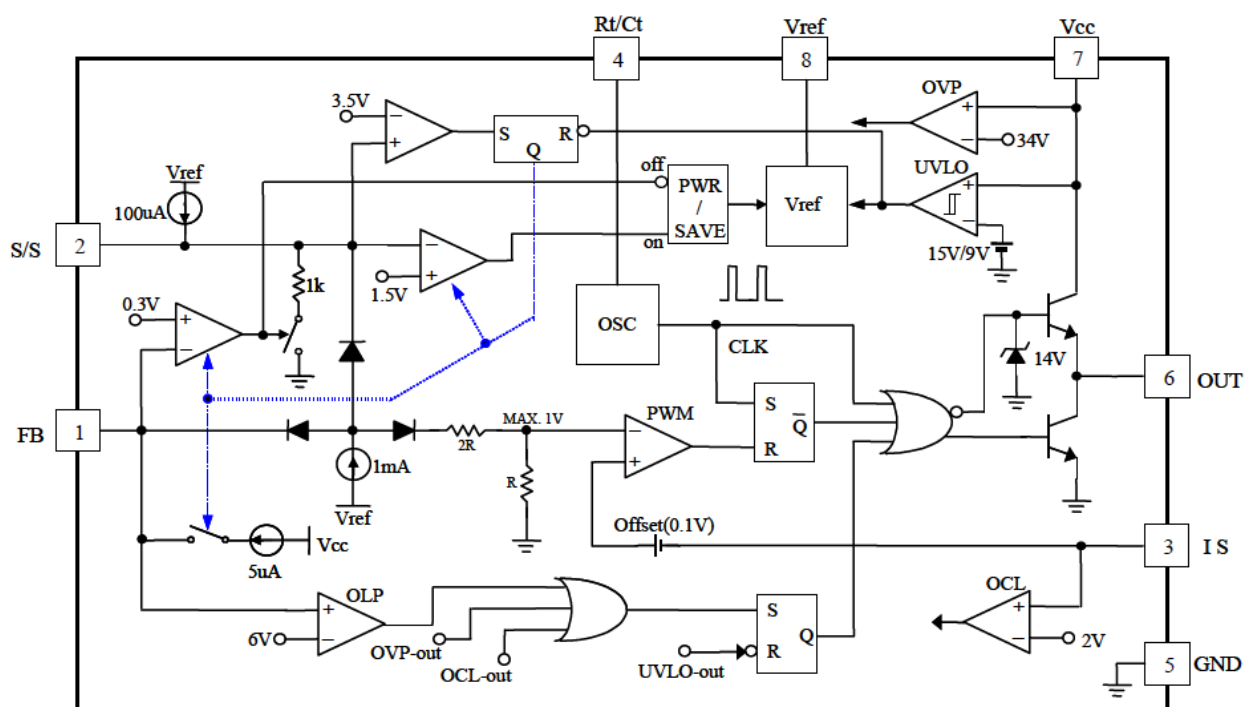 Rt/Ct
Vref
Vcc
4
8
7
OVP
3.5V
−
+
S
R
Q
+
−
34V
Vref
off
UVLO
100uA
PWR
/
SAVE
Vref
+
−
2
S/S
on
15V/9V
−
+
1.5V
1k
0.3V
+
−
OSC
CLK
14V
6
OUT
1
FB
MAX. 1V
PWM
S
Q
R
−
+
2R
1mA
R
Vref
Vcc
5uA
Offset(0.1V)
3
I S
OLP
+
−
6V
OVP-out
OCL-out
S
R
Q
UVLO-out
OCL
+
−
2V
5
GND